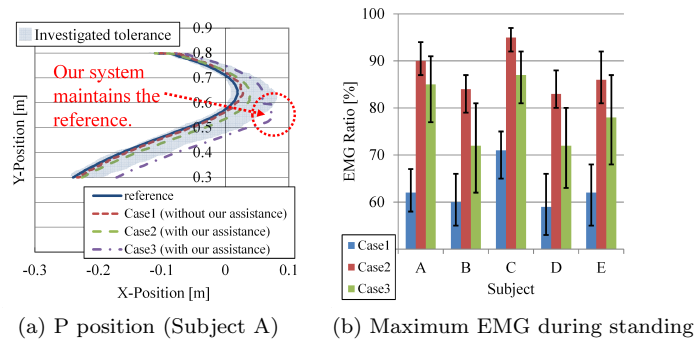 Investigated tolerance
Our system
maintains the
reference.
0.9
0.8
0.7
0.6
0.5
0.4
0.3
Y-Position [m]
reference
Case1 (without our assistance)
Case2 (with our assistance)
Case3 (with our assistance)
-0.3
-0.2
-0.1
0
0.1
X-Position [m]
(a) P position (Subject A)
100
90
80
70
60
EMG Ratio [%]
Case1
Case2
Case3
A
B
C
D
E
Subject
(b) Maximum EMG during standing